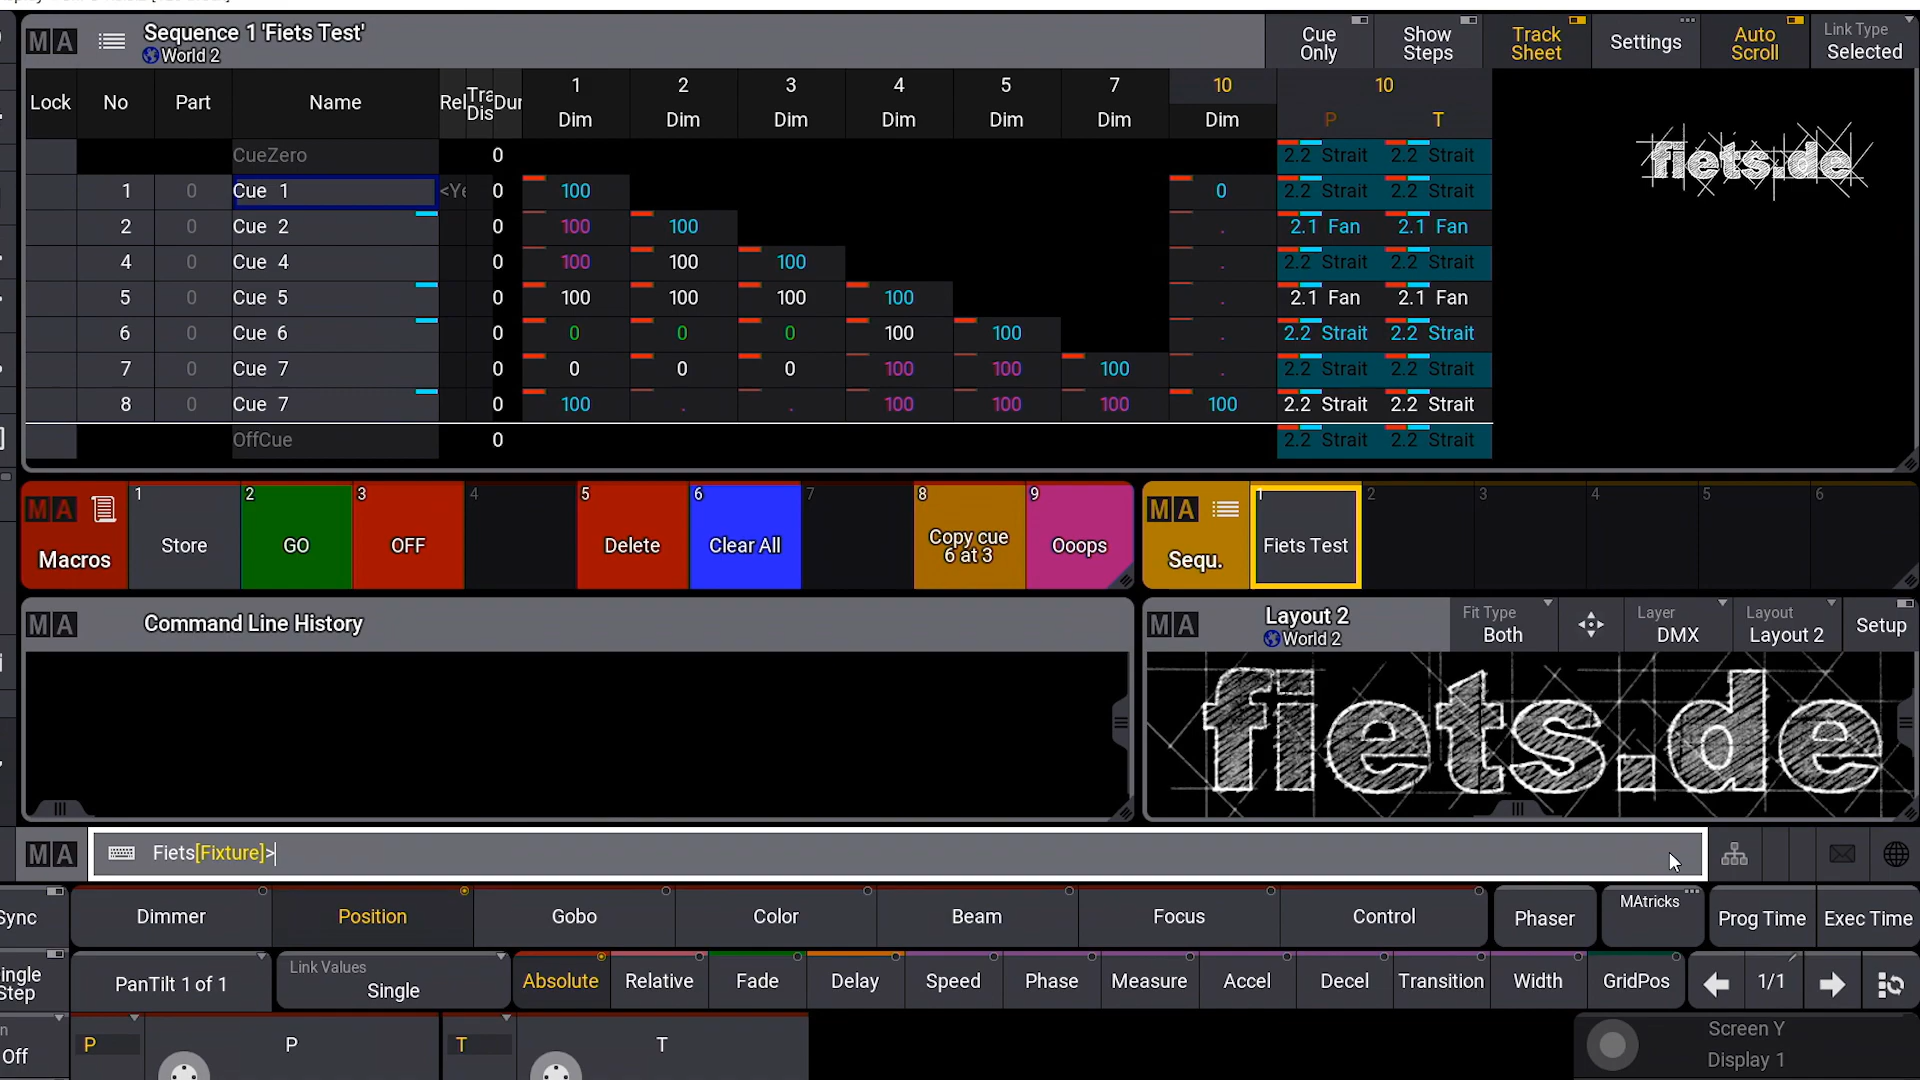 Sequence 1 'Fiets Test'
World 2
Cue Only
Show Steps
Track Sheet
Settings
Auto Scroll
Link Type
Selected
Lock No Part Name Rel Tra Dis Dur 1 Dim 2 Dim 3 Dim 4 Dim 5 Dim 7 Dim 10 Dim 10 P T
CueZero 0 2.2 Strait 2.2 Strait
1 0 Cue 1 <Ye 0 100 0 2.2 Strait 2.2 Strait
2 0 Cue 2 0 100 100 . 2.1 Fan 2.1 Fan
4 0 Cue 4 0 100 100 100 . 2.2 Strait 2.2 Strait
5 0 Cue 5 0 100 100 100 100 . 2.1 Fan 2.1 Fan
6 0 Cue 6 0 0 0 0 100 100 . 2.2 Strait 2.2 Strait
7 0 Cue 7 0 0 0 0 100 100 100 . 2.2 Strait 2.2 Strait
8 0 Cue 7 0 100 . . 100 100 100 100 2.2 Strait 2.2 Strait
OffCue 0 2.2 Strait 2.2 Strait
fiets.de
MA Macros
1 Store
2 GO
3 OFF
4
5 Delete
6 Clear All
7
8 Copy cue 6 at 3
9 Ooops
MA Sequ.
1 Fiets Test
2 3 4 5 6
MA Command Line History
MA Layout 2
World 2
Fit Type
Both
Layer
DMX
Layout
Layout 2
Setup
fiets.de
MA Fiets[Fixture]>
Sync Dimmer Position Gobo Color Beam Focus Control Phaser MAtricks Prog Time Exec Time
ingle Step
PanTilt 1 of 1
Link Values
Single
Absolute Relative Fade Delay Speed Phase Measure Accel Decel Transition Width GridPos 1/1
Off
P P T T
Screen Y
Display 1